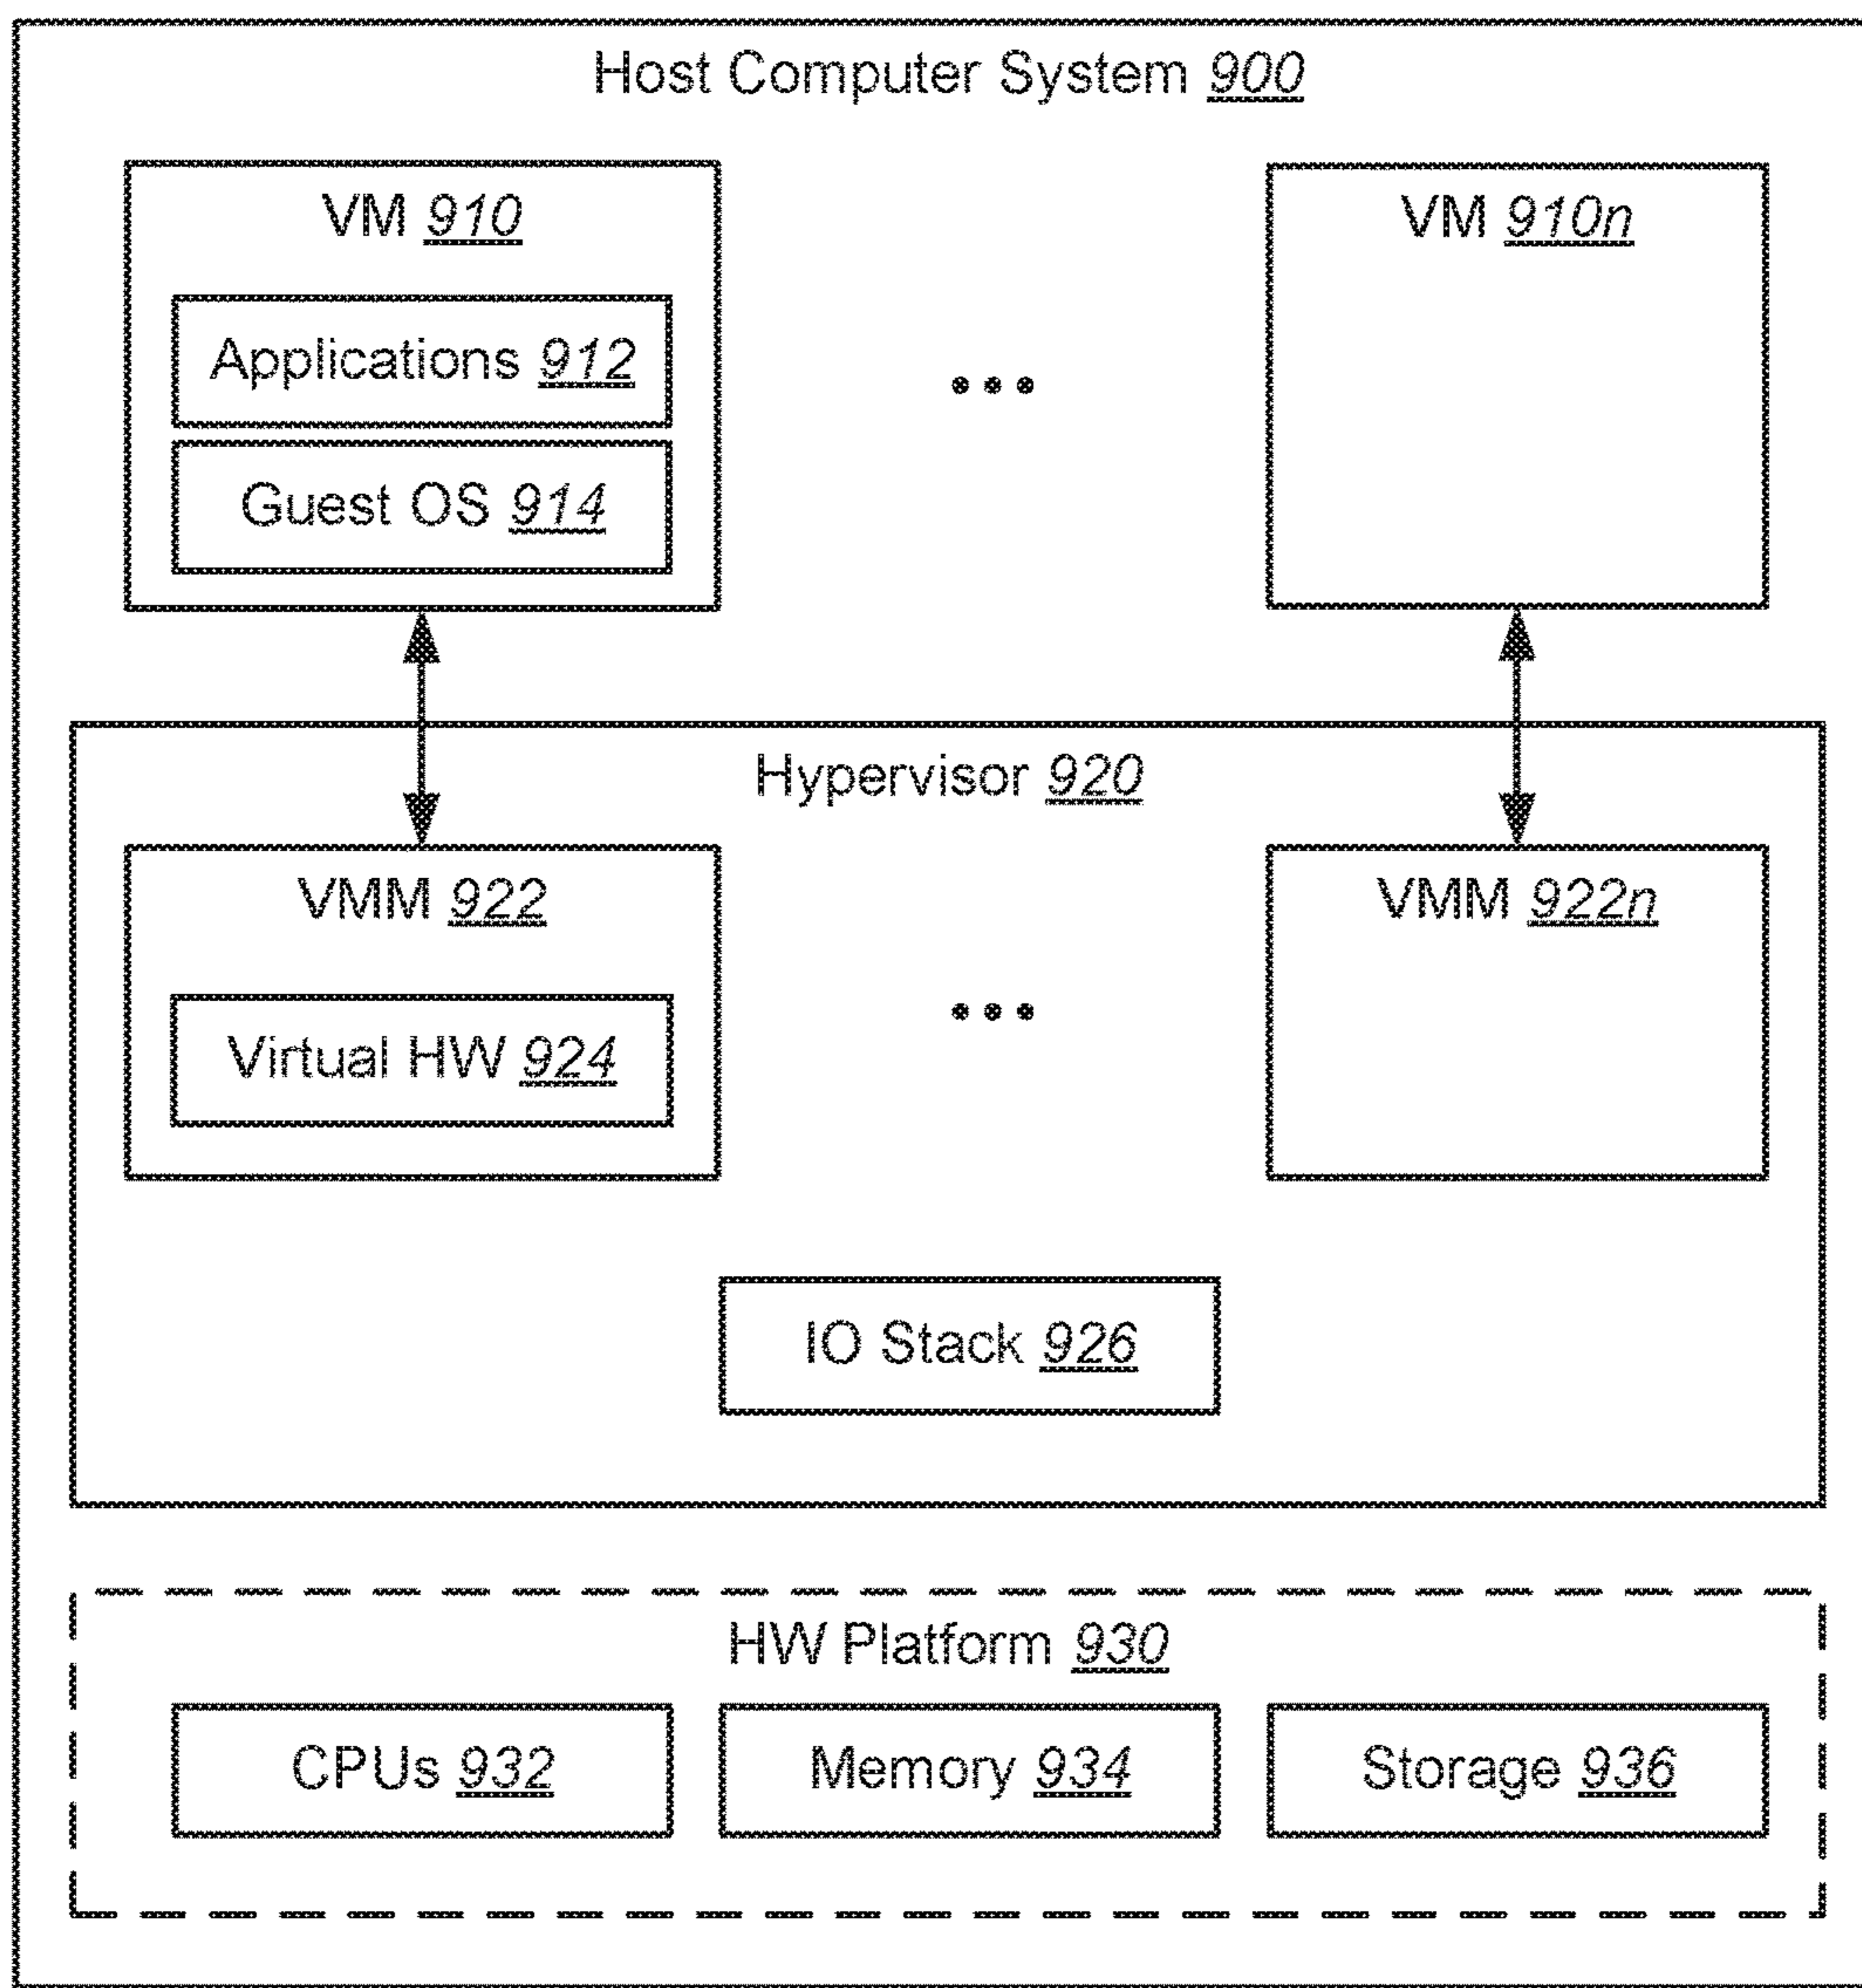 Host Computer System 900
VM 910
VM 910n
Applications 912
Guest OS 914
...
Hypervisor 920
VMM 922
VMM 922n
Virtual HW 924
...
IO Stack 926
HW Platform 930
CPUs 932
Memory 934
Storage 936